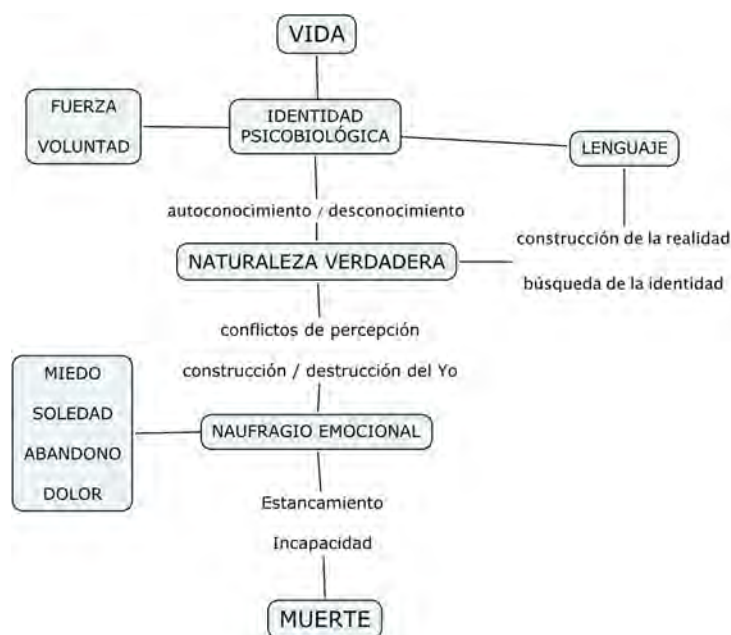 VIDA
FUERZA
VOLUNTAD
IDENTIDAD
PSICOBIOLÓGICA
LENGUAJE
autoconocimiento / desconocimiento
construcción de la realidad
NATURALEZA VERDADERA
búsqueda de la identidad
conflictos de percepción
construcción / destrucción del Yo
MIEDO
SOLEDAD
ABANDONO
DOLOR
NAUFRAGIO EMOCIONAL
Estancamiento
Incapacidad
MUERTE